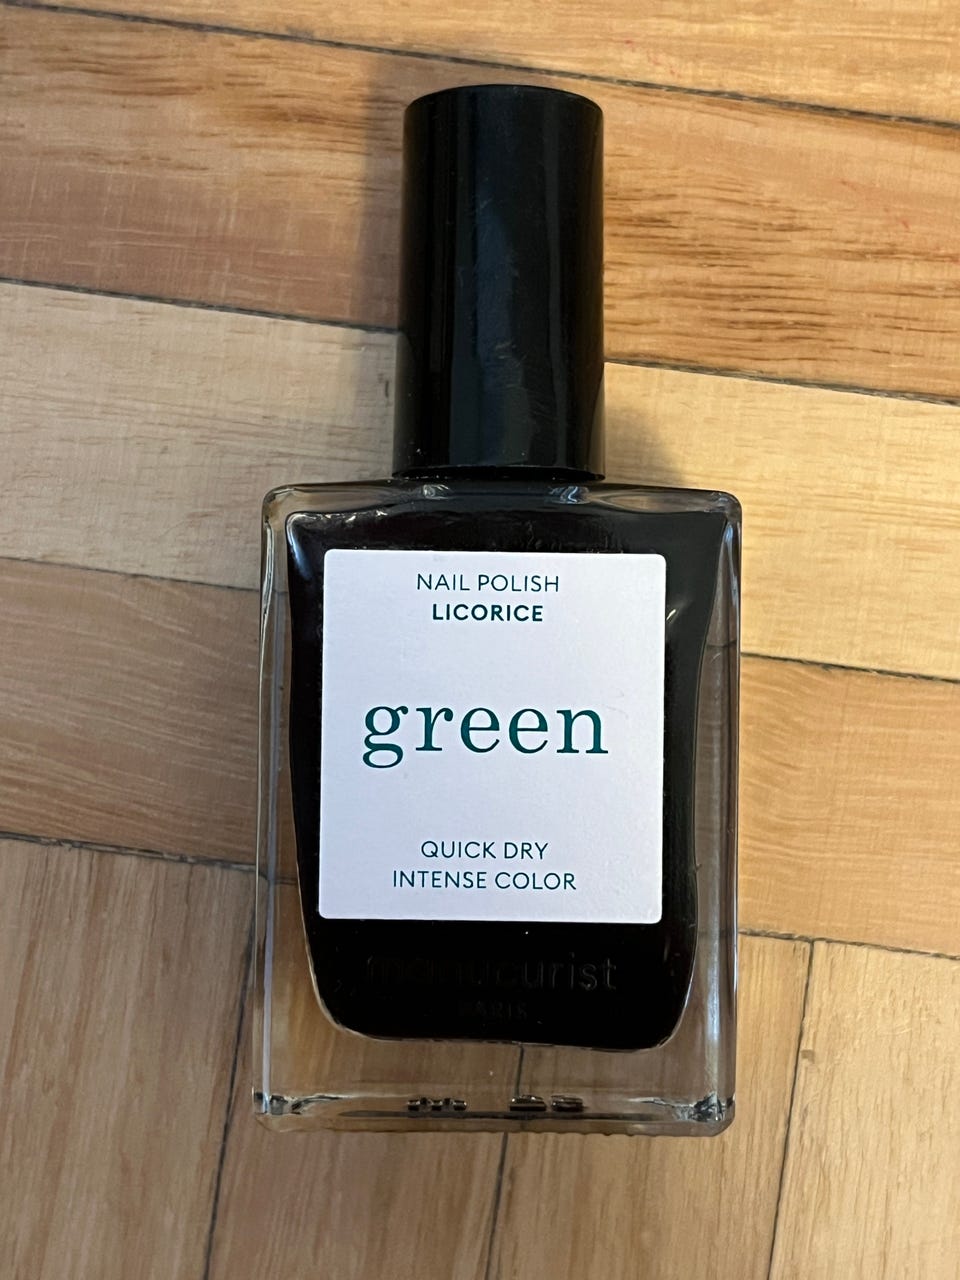 NAIL POLISH
LICORICE
green
QUICK DRY
INTENSE COLOR
manucurist
PARIS